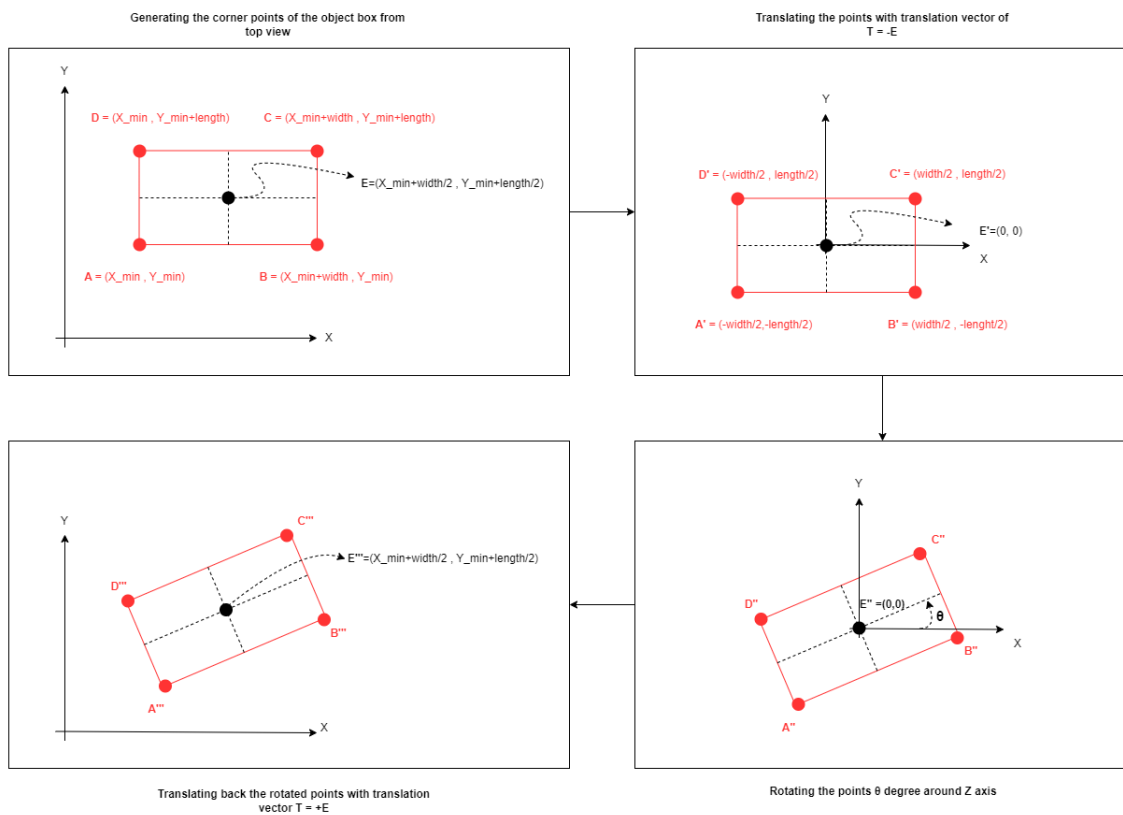 Generating the corner points of the object box from
top view
Y
D = (X_min , Y_min+length)
C = (X_min+width , Y_min+length)
E=(X_min+width/2 , Y_min+length/2)
A = (X_min , Y_min)
B = (X_min+width , Y_min)
X
Translating the points with translation vector of
T = -E
Y
D' = (-width/2 , length/2)
C' = (width/2 , length/2)
E'=(0, 0)
X
A' = (-width/2,-length/2)
B' = (width/2 , -lenght/2)
Y
C''
D''
E'' =(0,0)
θ
B''
X
A''
Rotating the points θ degree around Z axis
Y
C'''
E'''=(X_min+width/2 , Y_min+length/2)
D'''
B'''
A'''
X
Translating back the rotated points with translation
vector T = +E